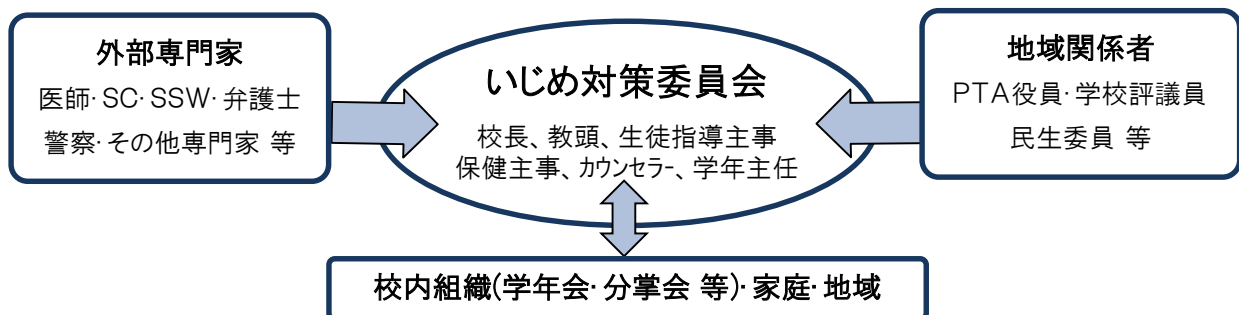 外部専門家
医師・SC・SSW・弁護士
警察・その他専門家 等
いじめ対策委員会
校長、教頭、生徒指導主事
保健主事、カウンセラー、学年主任
地域関係者
PTA役員・学校評議員
民生委員 等
校内組織(学年会・分掌会 等)・家庭・地域